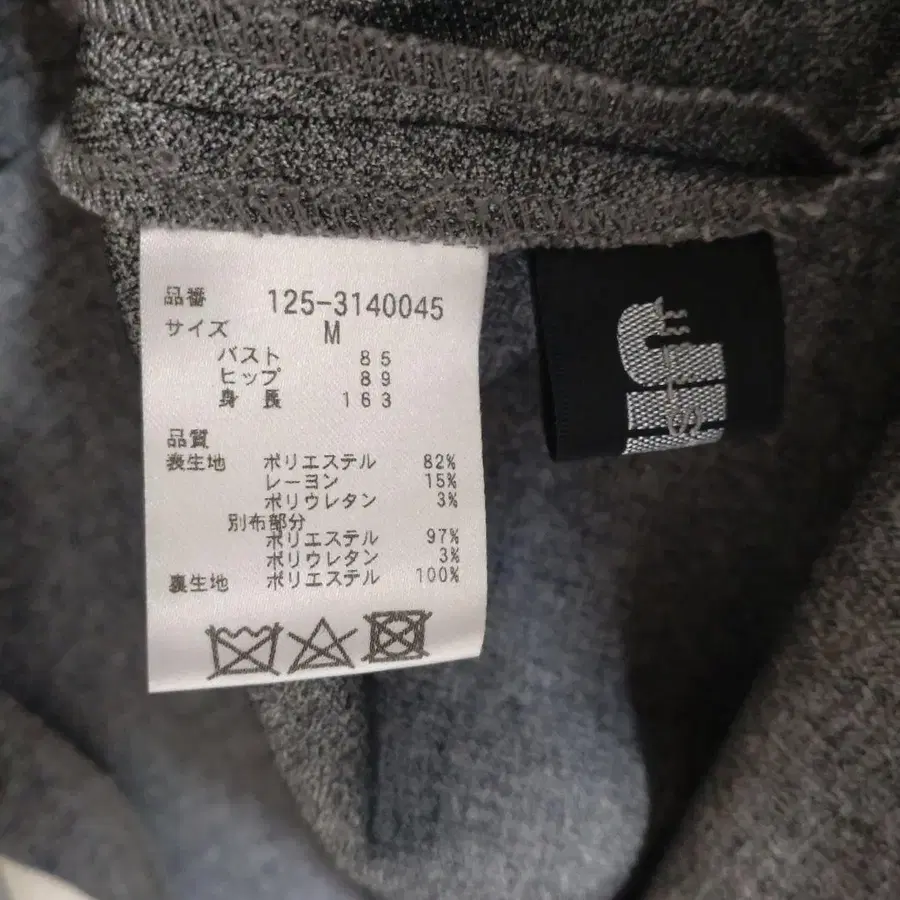 品番 125-3140045
サイズ M
バスト 85
ヒップ 89
身長 163
品質
表生地 ポリエステル 82%
レーヨン 15%
ポリウレタン 3%
別布部分
ポリエステル 97%
ポリウレタン 3%
裏生地 ポリエステル 100%